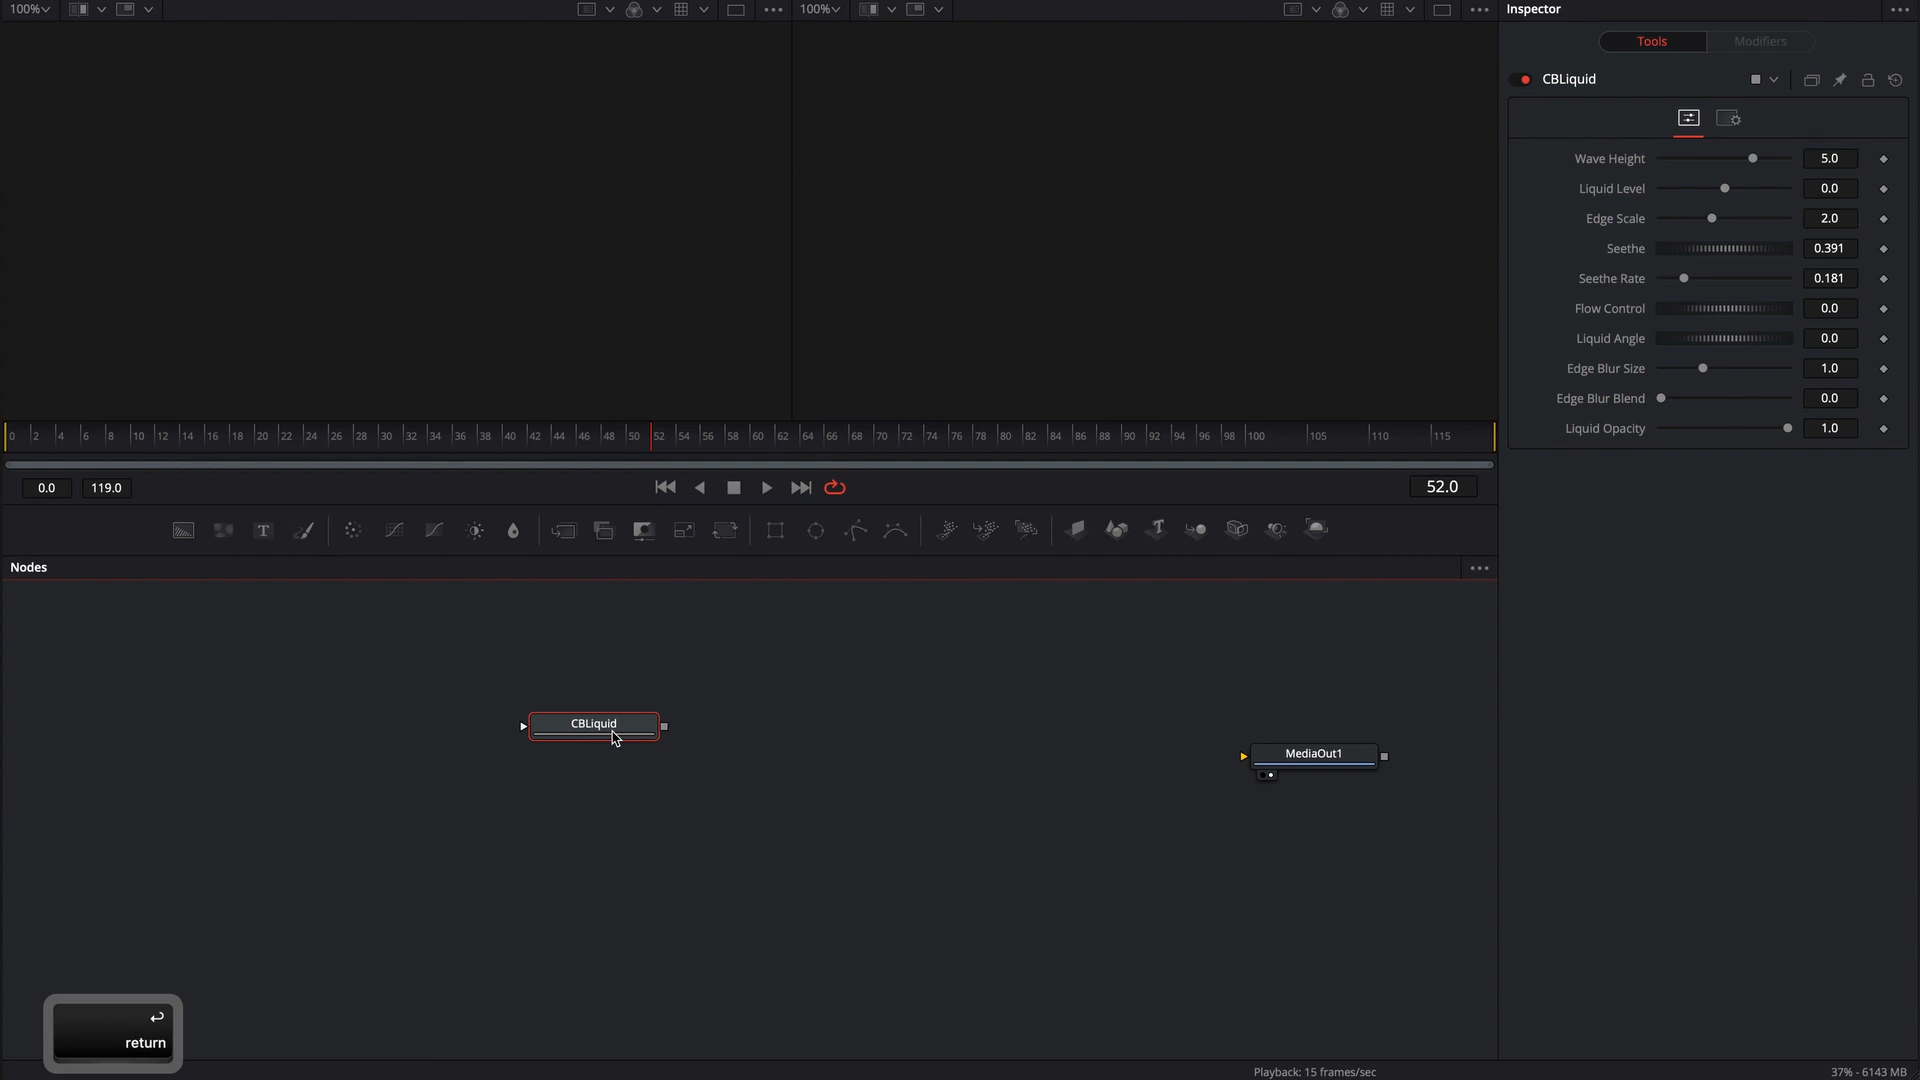 100%
100%
Inspector
Tools
Modifiers
CBLiquid
Wave Height 5.0
Liquid Level 0.0
Edge Scale 2.0
Seethe 0.391
Seethe Rate 0.181
Flow Control 0.0
Liquid Angle 0.0
Edge Blur Size 1.0
Edge Blur Blend 0.0
Liquid Opacity 1.0
0 2 4 6 8 10 12 14 16 18 20 22 24 26 28 30 32 34 36 38 40 42 44 46 48 50 52 54 56 58 60 62 64 66 68 70 72 74 76 78 80 82 84 86 88 90 92 94 96 98 100 105 110 115
0.0 119.0 52.0
T
Nodes
CBLiquid
MediaOut1
return
Playback: 15 frames/sec 37% - 6143 MB